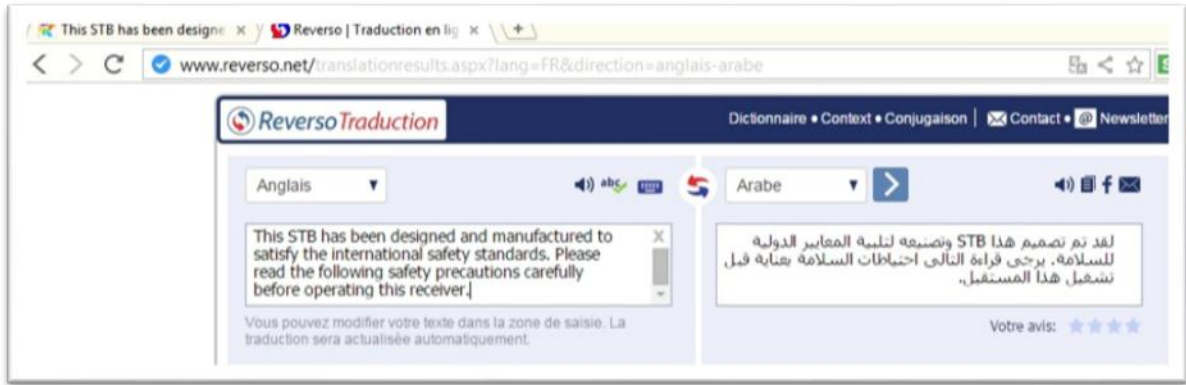 This STB has been designe
Reverso | Traduction en lig
www.reverso.net/translationresults.aspx?lang=FR&direction=anglais-arabe
Reverso Traduction
Dictionnaire • Context • Conjugaison | Contact • @ Newsletter
Anglais
abc
Arabe
This STB has been designed and manufactured to
satisfy the international safety standards. Please
read the following safety precautions carefully
before operating this receiver.
X
لقد تم تصميم هذا STB وتصنيعه لتلبية المعايير الدولية
للسلامة. يرجى قراءة التالي احتياطات السلامة بعناية قبل
تشغيل هذا المستقبل.
Vous pouvez modifier votre texte dans la zone de saisie. La
traduction sera actualisée automatiquement.
Votre avis: